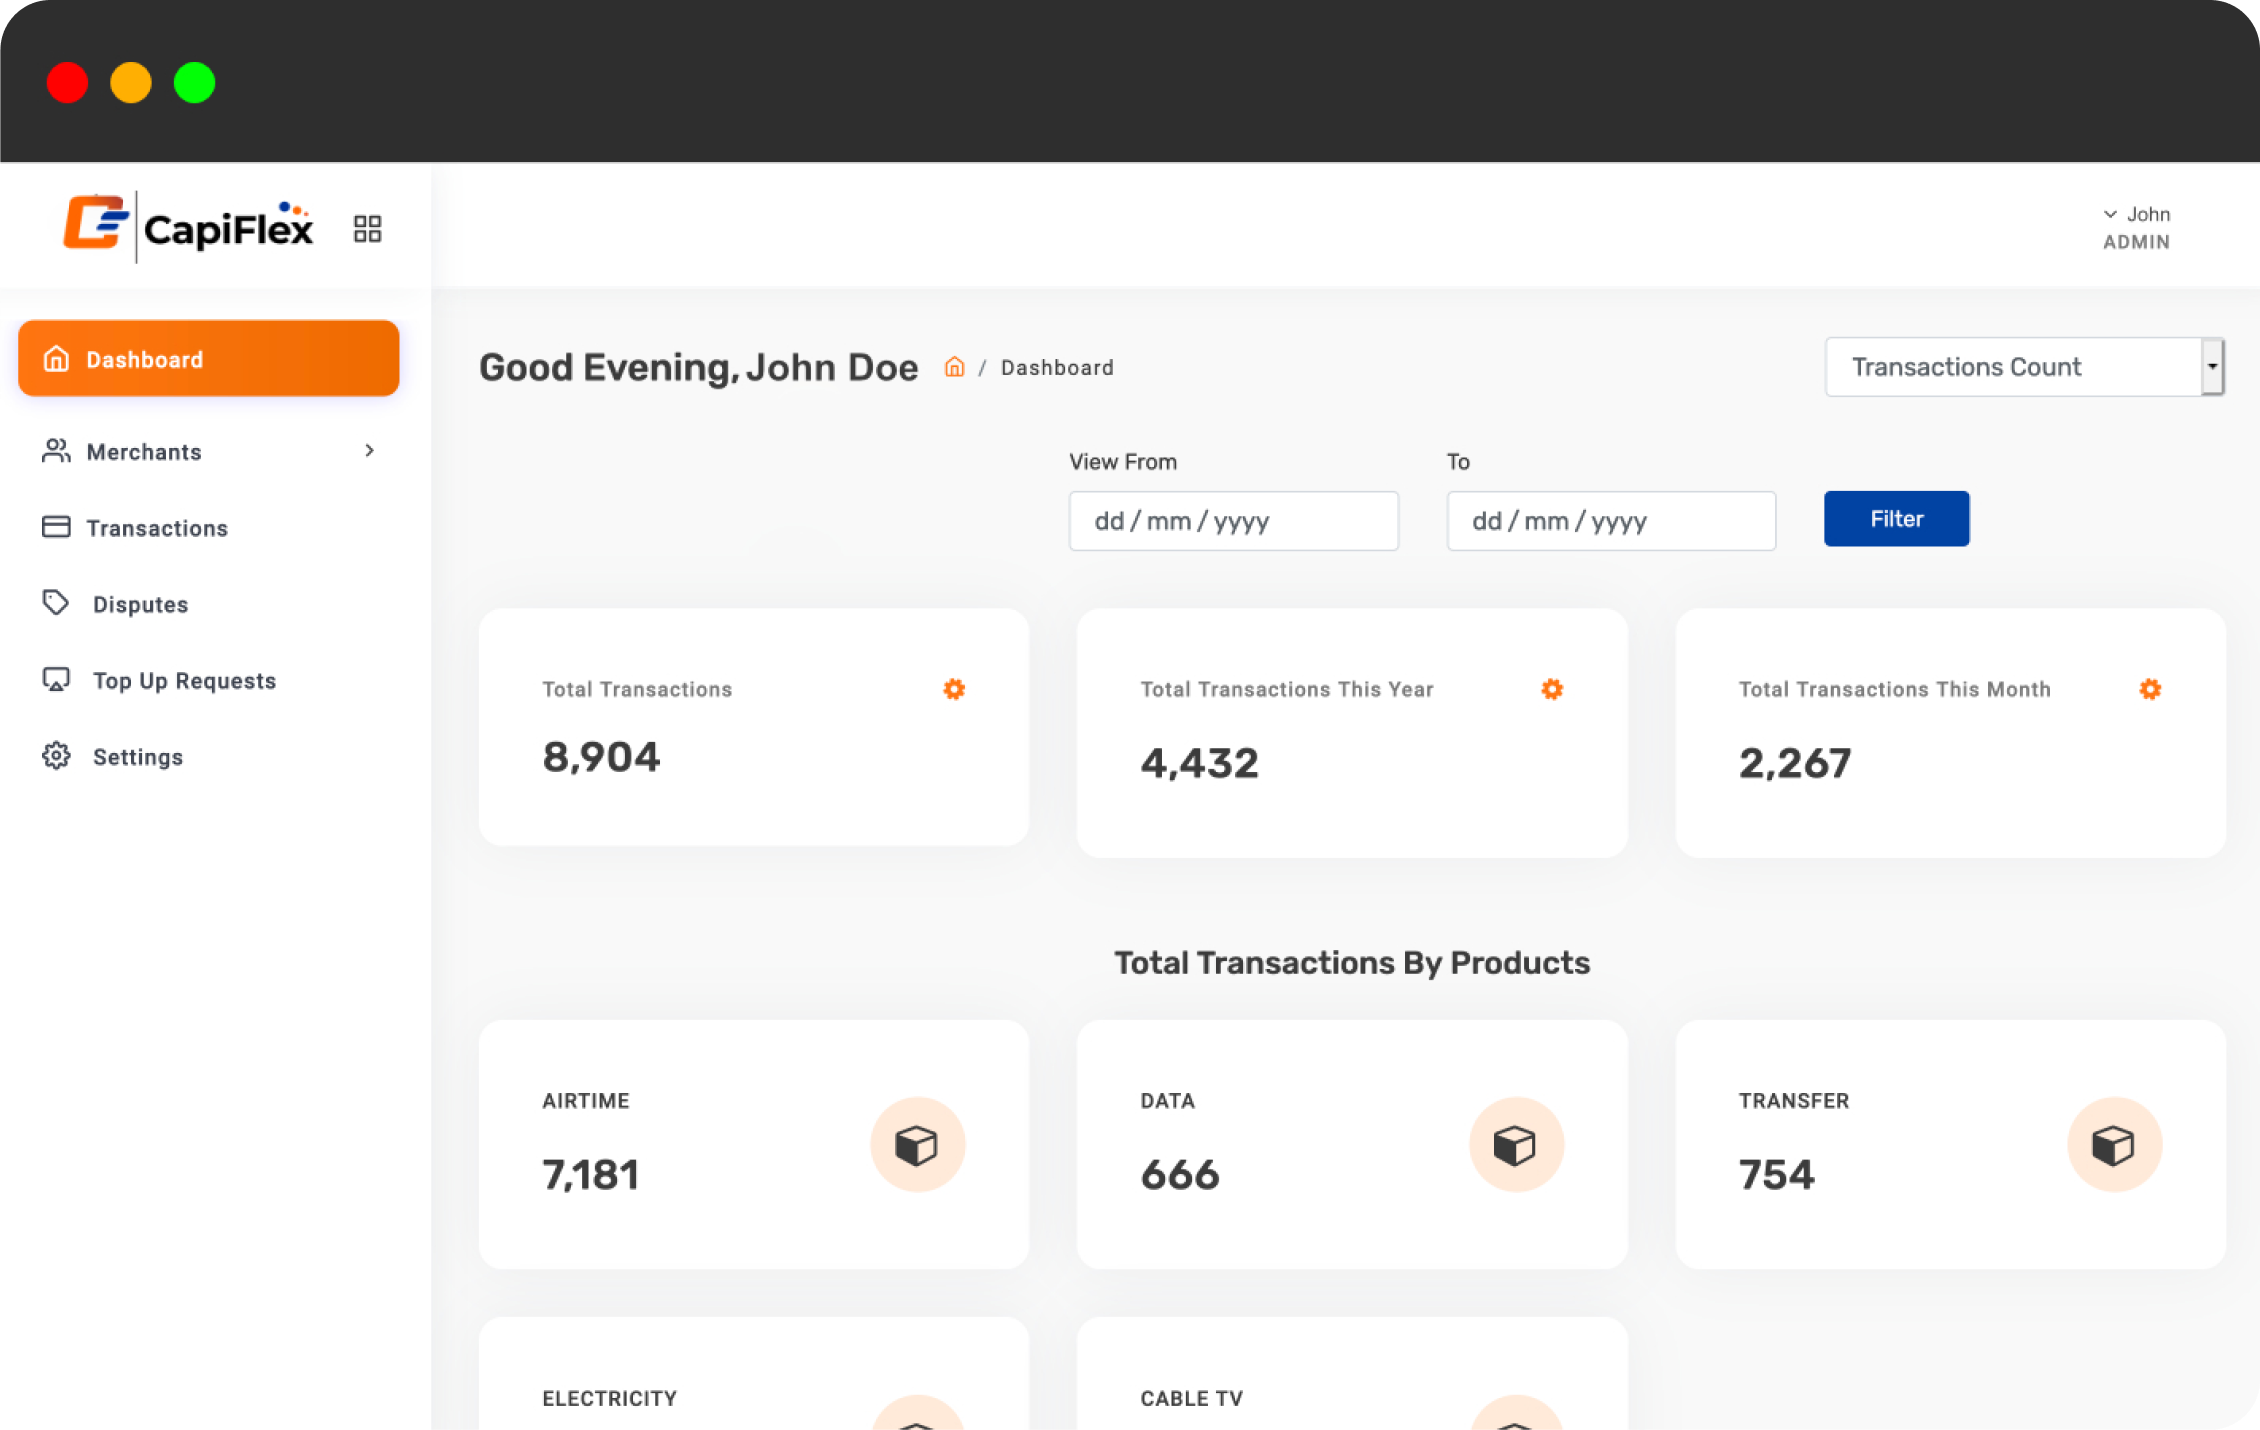 CapiFlex
John
ADMIN
Dashboard
Merchants
Transactions
Disputes
Top Up Requests
Settings
Good Evening, John Doe / Dashboard
Transactions Count
View From
To
dd / mm / yyyy
dd / mm / yyyy
Filter
Total Transactions
8,904
Total Transactions This Year
4,432
Total Transactions This Month
2,267
Total Transactions By Products
AIRTIME
7,181
DATA
666
TRANSFER
754
ELECTRICITY
CABLE TV